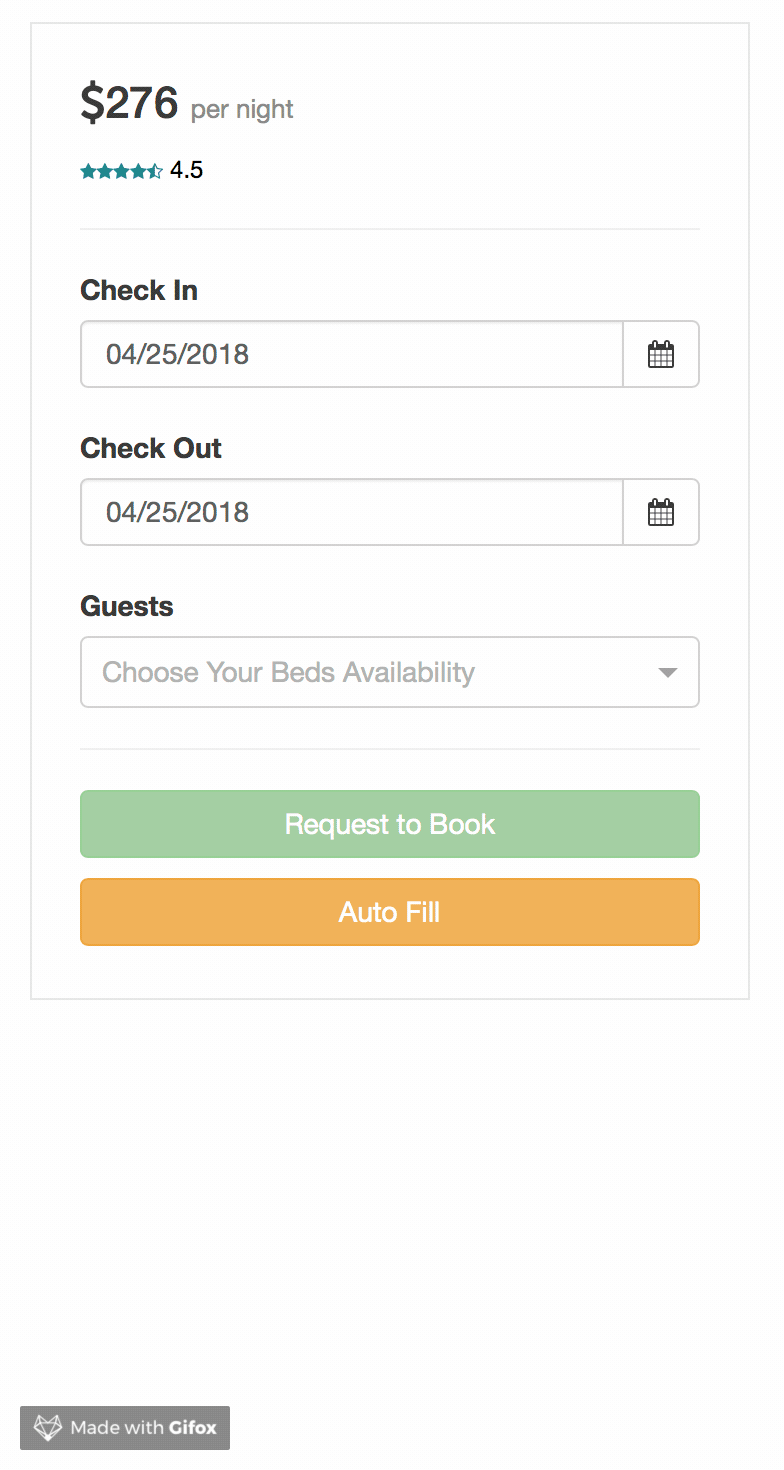 $276 per night
4.5
Check In
04/25/2018
Check Out
04/25/2018
Guests
Choose Your Beds Availability
Request to Book
Auto Fill
Made with Gifox